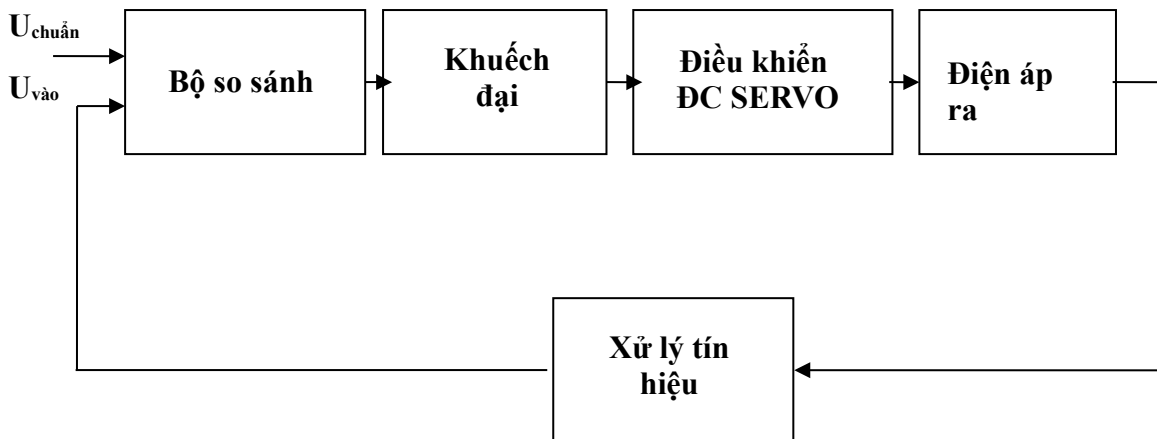 Uchuẩn
Uvào
Bộ so sánh
Khuếch
đại
Điều khiển
ĐC SERVO
Điện áp
ra
Xử lý tín
hiệu